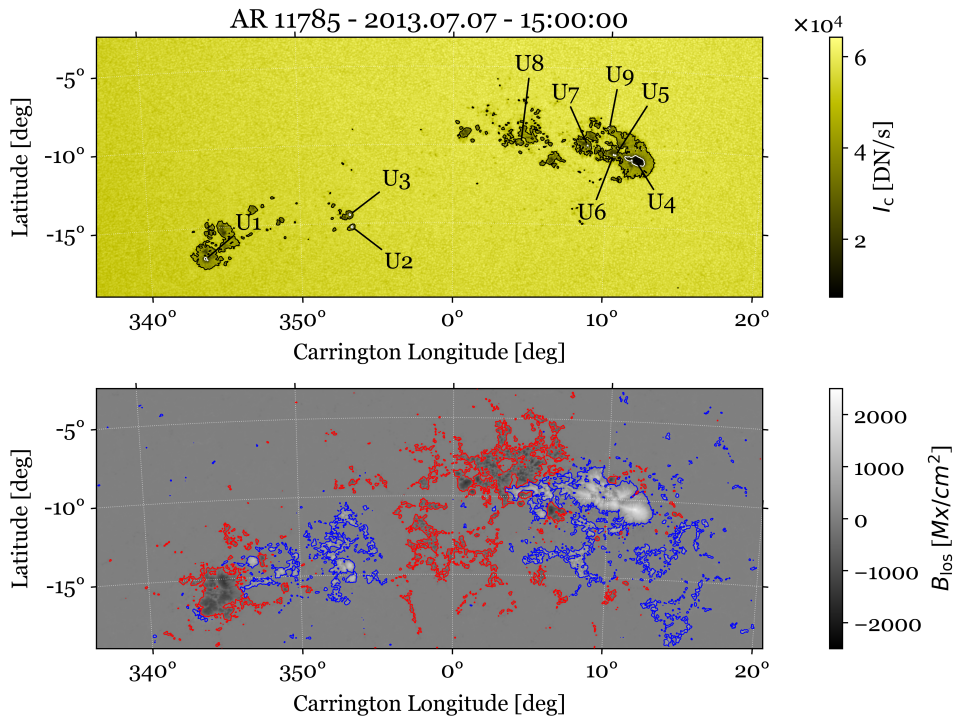 AR 11785 - 2013.07.07 - 15:00:00
×10⁴
U8
U9
U7
U5
U3
U6
U4
U1
U2
-5°
-10°
-15°
Latitude [deg]
340°
350°
0°
10°
20°
Carrington Longitude [deg]
6
4
2
I_c [DN/s]
-5°
-10°
-15°
Latitude [deg]
340°
350°
0°
10°
20°
Carrington Longitude [deg]
2000
1000
0
−1000
−2000
B_los [Mx/cm²]